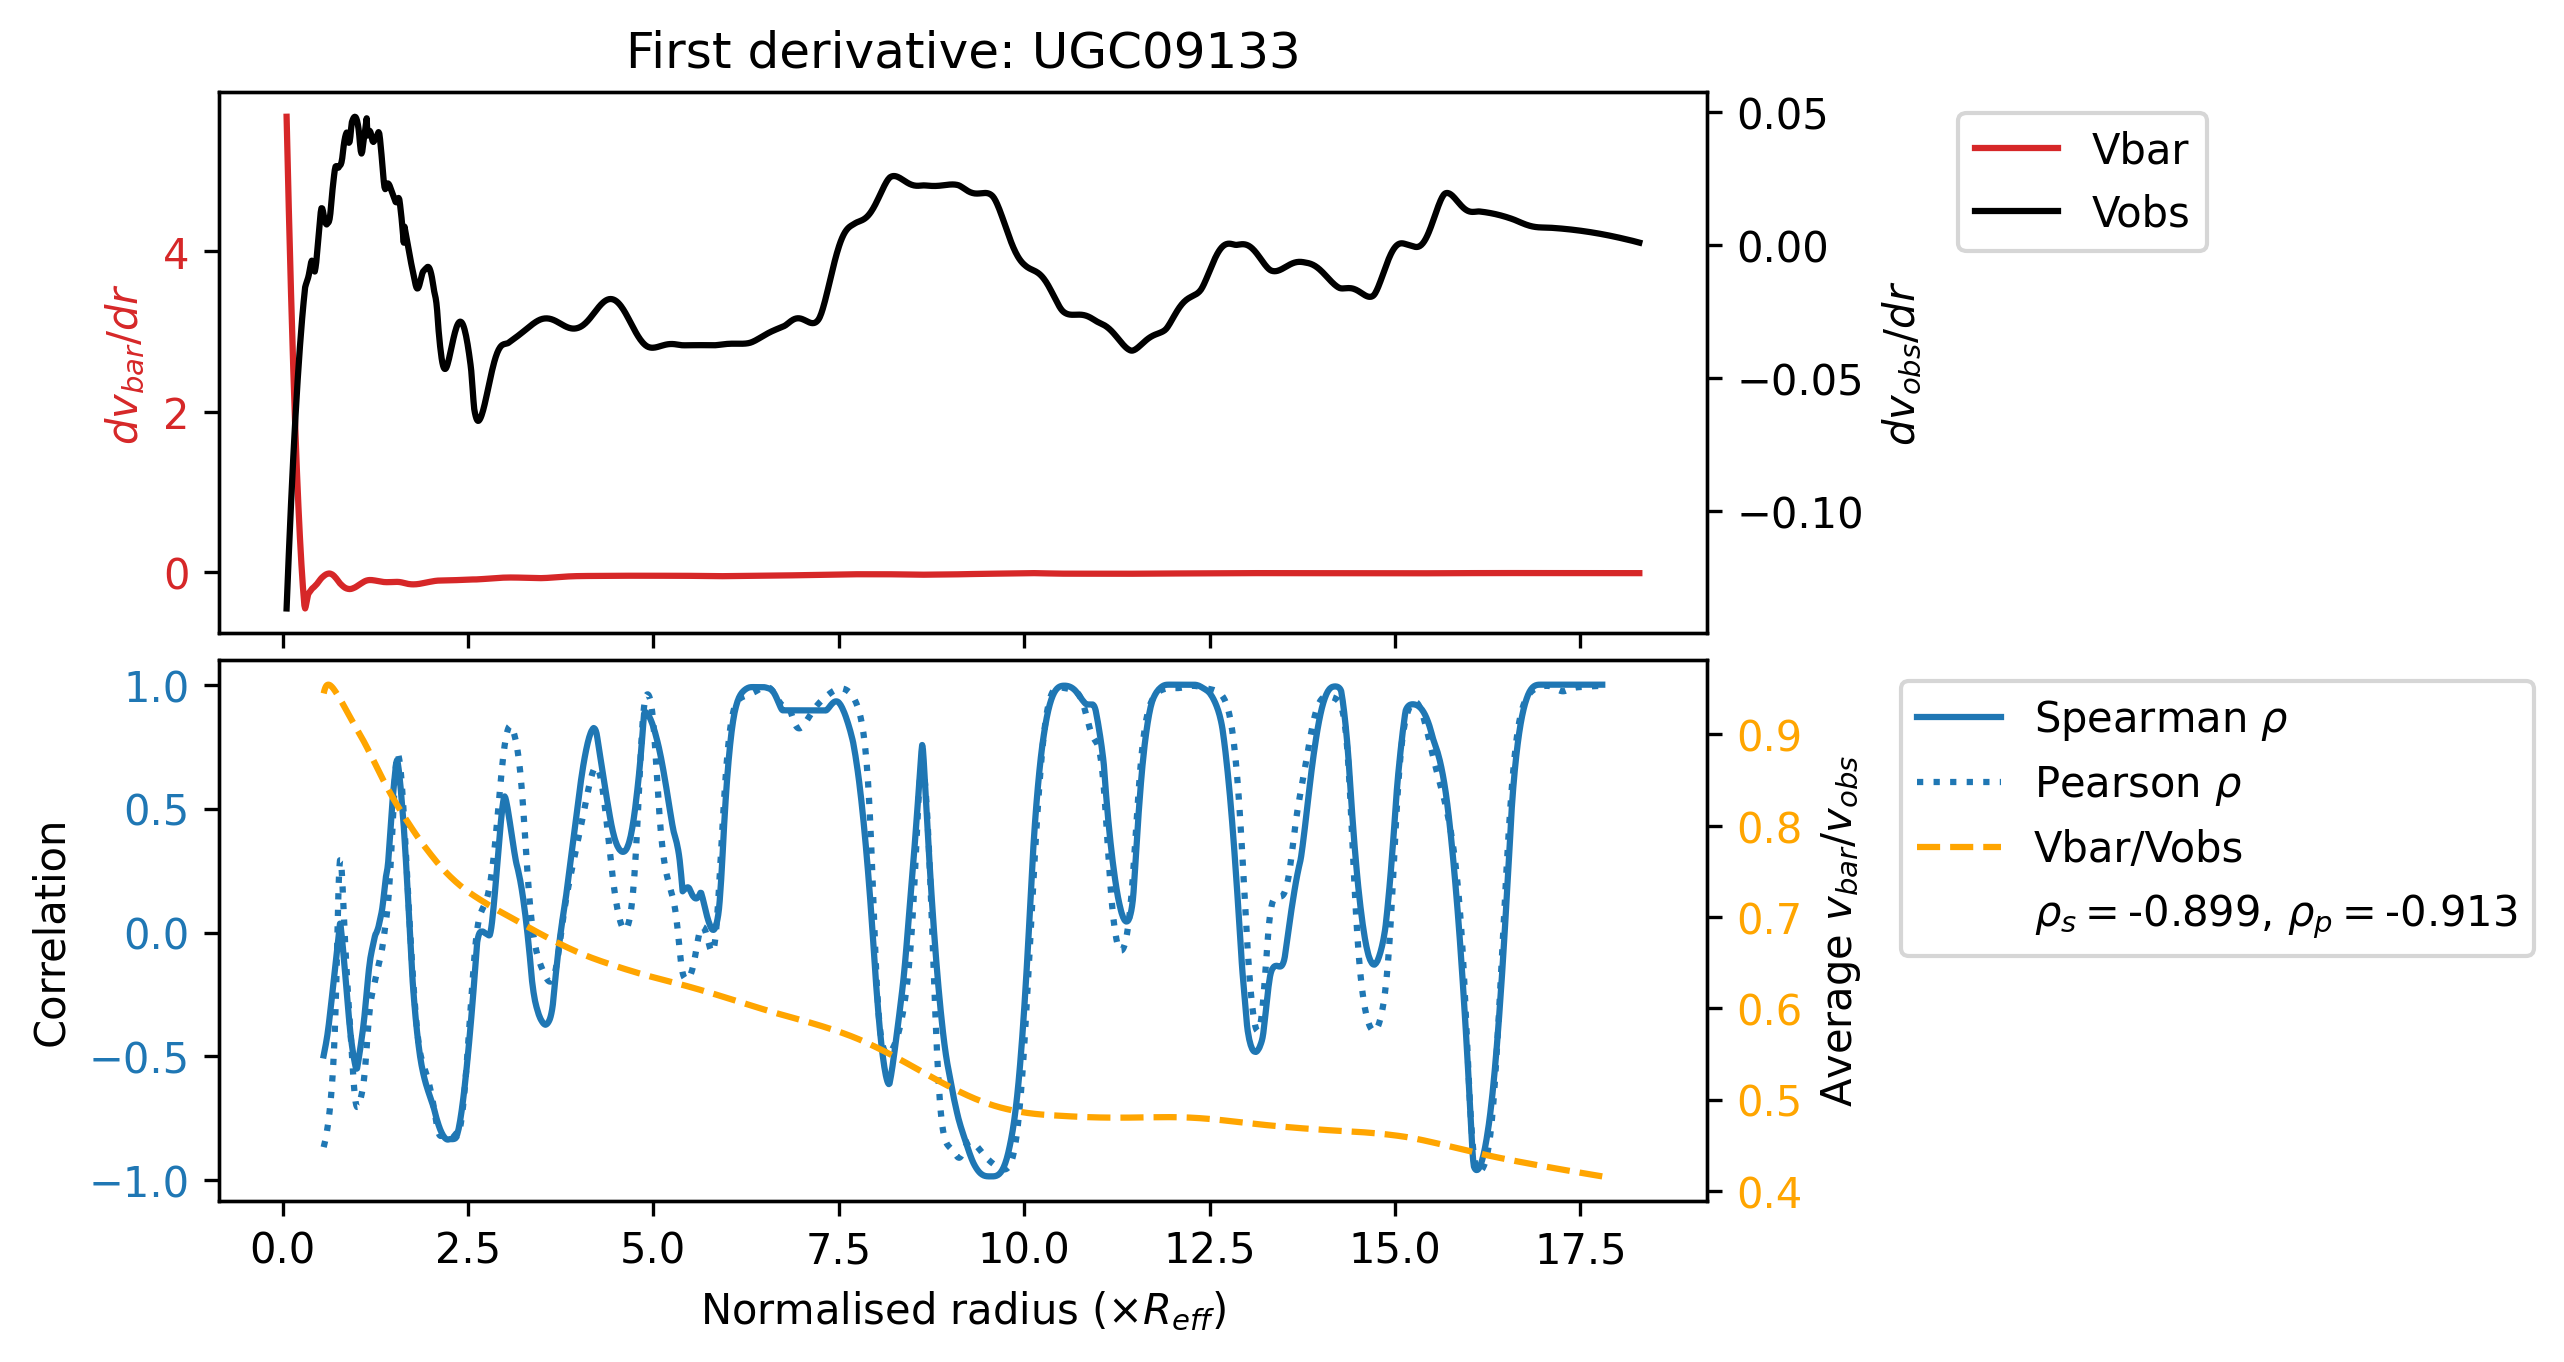 First derivative: UGC09133
4
2
0
dv_bar/dr
0.05
0.00
−0.05
−0.10
dv_obs/dr
Vbar
Vobs
1.0
0.5
0.0
−0.5
−1.0
Correlation
0.9
0.8
0.7
0.6
0.5
0.4
Average v_bar/v_obs
Spearman ρ
Pearson ρ
Vbar/Vobs
ρ_s = -0.899, ρ_p = -0.913
0.0 2.5 5.0 7.5 10.0 12.5 15.0 17.5
Normalised radius (×R_eff)